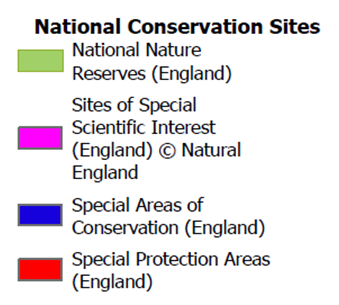 National Conservation Sites
National Nature
Reserves (England)
Sites of Special
Scientific Interest
(England) © Natural
England
Special Areas of
Conservation (England)
Special Protection Areas
(England)